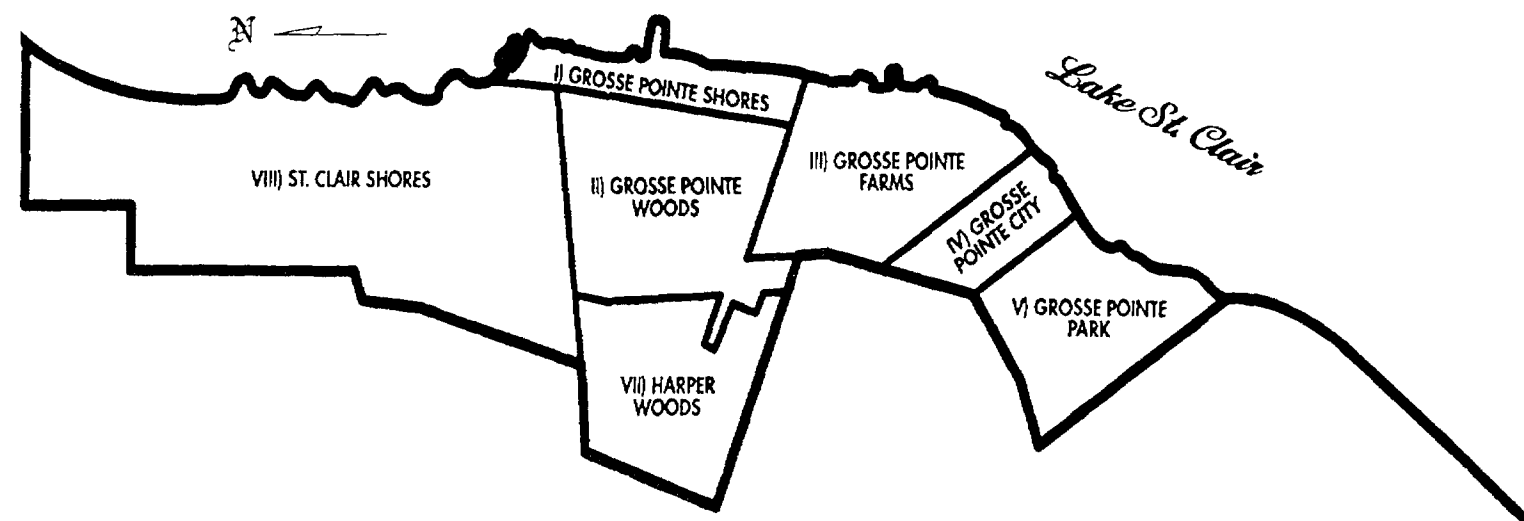 N
I) GROSSE POINTE SHORES
Lake St. Clair
VIII) ST. CLAIR SHORES
II) GROSSE POINTE
WOODS
III) GROSSE POINTE
FARMS
IV) GROSSE
POINTE CITY
V) GROSSE POINTE
PARK
VII) HARPER
WOODS